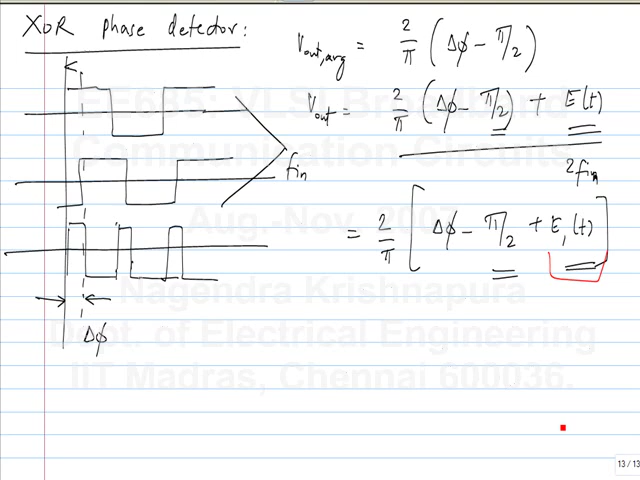 XOR phase detector:
Vout,avg = 2/π (Δϕ - π/2)
Vout = 2/π (Δϕ - π/2) + E(t)
fin
2fin
= 2/π [Δϕ - π/2 + E₁(t)]
Δϕ
EE685: VLSI Broadband
Communication Circuits
Aug.-Nov. 2007
Nagendra Krishnapura
Dept. of Electrical Engineering
IIT Madras, Chennai 600036.
13 / 13